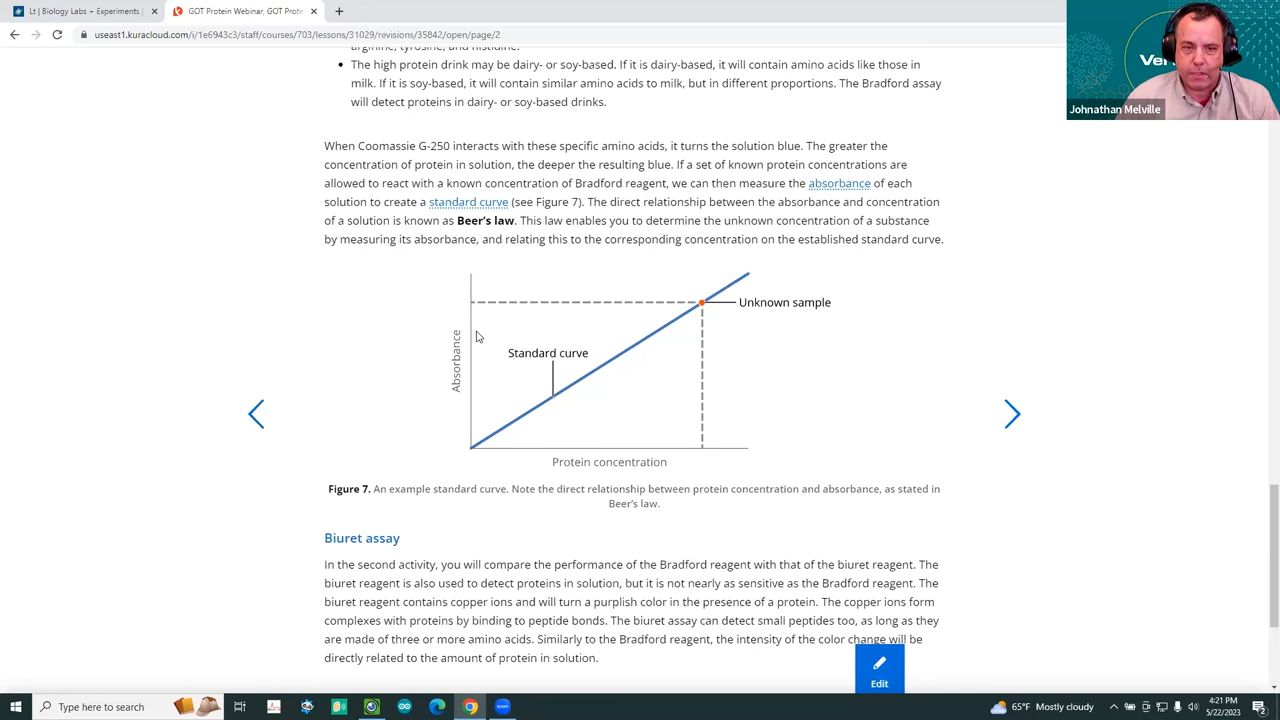 Lt | Biology Labs + Experiments |
GOT Protein Webinar, GOT Prote
useast1.kuracloud.com/i/1e6943c3/staff/courses/703/lessons/31029/revisions/35842/open/page/2
Johnathan Melville
arginine, tyrosine, and histidine.
The high protein drink may be dairy- or soy-based. If it is dairy-based, it will contain amino acids like those in
milk. If it is soy-based, it will contain similar amino acids to milk, but in different proportions. The Bradford assay
will detect proteins in dairy- or soy-based drinks.
When Coomassie G-250 interacts with these specific amino acids, it turns the solution blue. The greater the
concentration of protein in solution, the deeper the resulting blue. If a set of known protein concentrations are
allowed to react with a known concentration of Bradford reagent, we can then measure the absorbance of each
solution to create a standard curve (see Figure 7). The direct relationship between the absorbance and concentration
of a solution is known as Beer's law. This law enables you to determine the unknown concentration of a substance
by measuring its absorbance, and relating this to the corresponding concentration on the established standard curve.
Unknown sample
Standard curve
Absorbance
Protein concentration
Figure 7. An example standard curve. Note the direct relationship between protein concentration and absorbance, as stated in
Beer's law.
Biuret assay
In the second activity, you will compare the performance of the Bradford reagent with that of the biuret reagent. The
biuret reagent is also used to detect proteins in solution, but it is not nearly as sensitive as the Bradford reagent. The
biuret reagent contains copper ions and will turn a purplish color in the presence of a protein. The copper ions form
complexes with proteins by binding to peptide bonds. The biuret assay can detect small peptides too, as long as they
are made of three or more amino acids. Similarly to the Bradford reagent, the intensity of the color change will be
directly related to the amount of protein in solution.
Edit
Type here to search
65°F Mostly cloudy
4:21 PM
5/22/2023
2